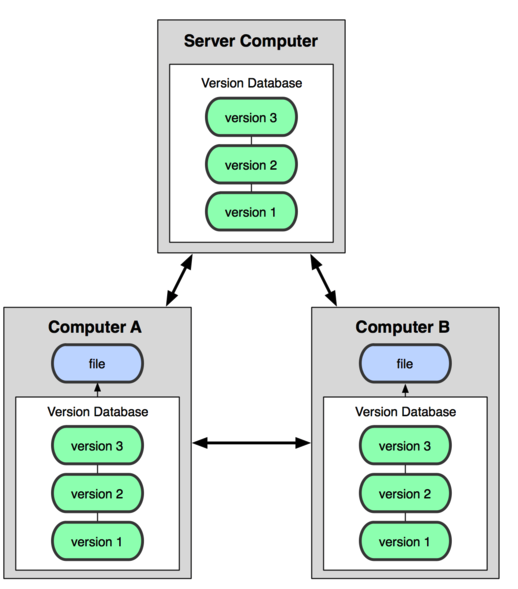 Server Computer
Version Database
version 3
version 2
version 1
Computer A
file
Version Database
version 3
version 2
version 1
Computer B
file
Version Database
version 3
version 2
version 1